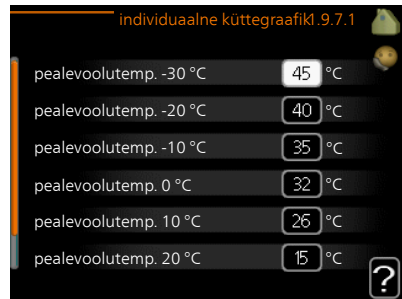 individuaalne küttegraafik1.9.7.1
pealevoolutemp. -30 °C 45 °C
pealevoolutemp. -20 °C 40 °C
pealevoolutemp. -10 °C 35 °C
pealevoolutemp. 0 °C 32 °C
pealevoolutemp. 10 °C 26 °C
pealevoolutemp. 20 °C 15 °C
?